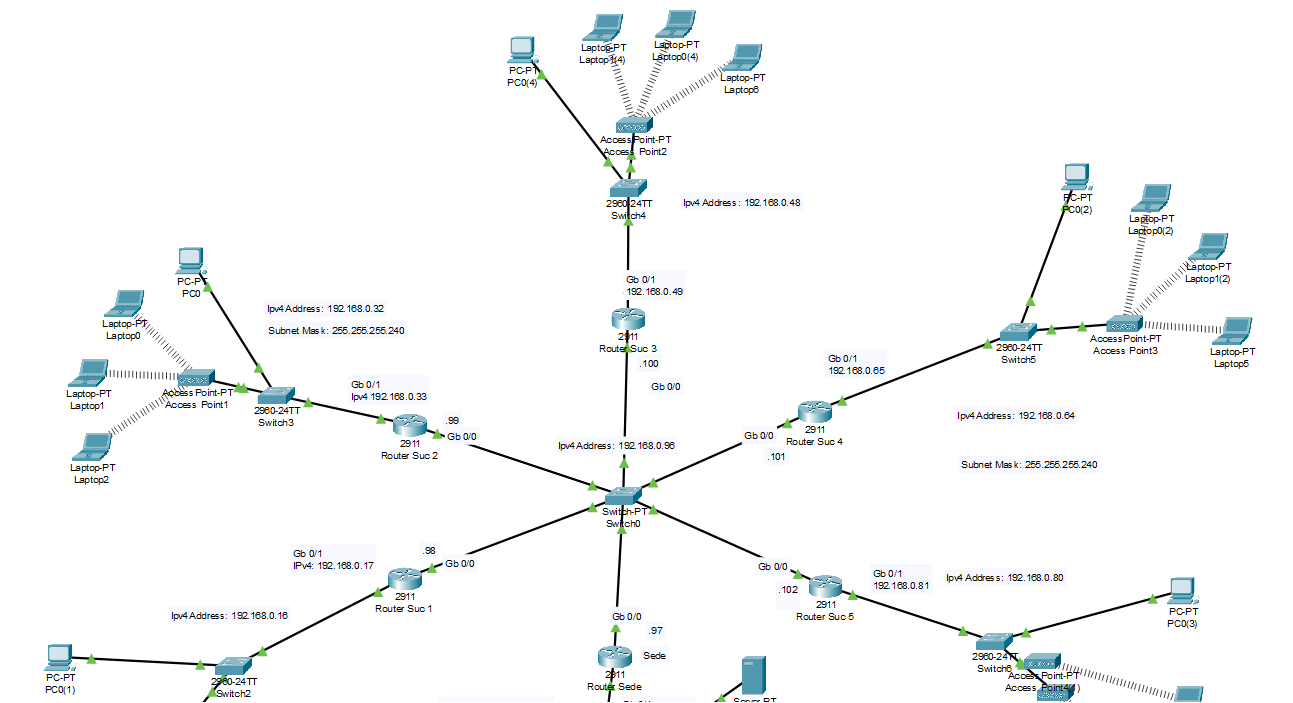 Laptop-PT
Laptop1(4)
Laptop-PT
Laptop0(4)
Laptop-PT
Laptop6
PC-PT
PC0(4)
AccessPoint-PT
Access Point2
2960-24TT
Switch4
Ipv4 Address: 192.168.0.48
Gb 0/1
192.168.0.49
2911
Router Suc 3
.100
Gb 0/0
PC-PT
PC0(2)
Laptop-PT
Laptop0(2)
Laptop-PT
Laptop1(2)
Laptop-PT
Laptop5
AccessPoint-PT
Access Point3
2960-24TT
Switch5
Gb 0/1
192.168.0.65
2911
Router Suc 4
Gb 0/0
.101
Ipv4 Address: 192.168.0.64
Subnet Mask: 255.255.255.240
PC-PT
PC0
Laptop-PT
Laptop0
Laptop-PT
Laptop1
Laptop-PT
Laptop2
AccessPoint-PT
Access Point1
2960-24TT
Switch3
Ipv4 Address: 192.168.0.32
Subnet Mask: 255.255.255.240
Gb 0/1
Ipv4 192.168.0.33
2911
Router Suc 2
.99
Gb 0/0
Ipv4 Address: 192.168.0.96
Switch-PT
Switch0
Gb 0/1
IPv4: 192.168.0.17
.98
Gb 0/0
2911
Router Suc 1
Ipv4 Address: 192.168.0.16
PC-PT
PC0(1)
2960-24TT
Switch2
Gb 0/0
.97
Sede
2911
Router Sede
Server-PT
Gb 0/0
.102
2911
Router Suc 5
Gb 0/1
192.168.0.81
Ipv4 Address: 192.168.0.80
PC-PT
PC0(3)
2960-24TT
Switch6
AccessPoint-PT